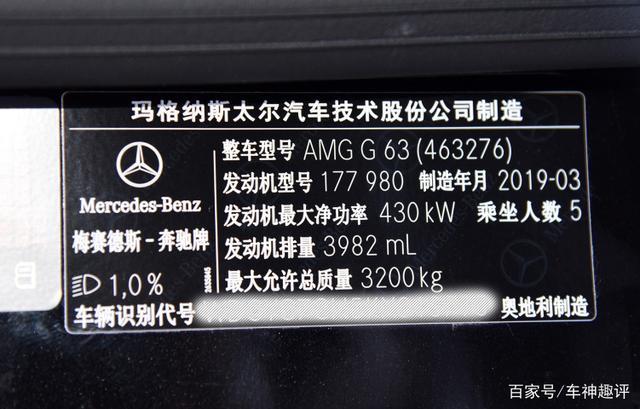 玛格纳斯太尔汽车技术股份公司制造
整车型号 AMG G 63 (463276)
发动机型号 177 980 制造年月 2019-03
Mercedes-Benz
发动机最大净功率 430 kW 乘坐人数 5
梅赛德斯-奔驰牌
发动机排量 3982 mL
1,0 %
最大允许总质量 3200 kg
车辆识别代号
奥地利制造
百家号/车神趣评